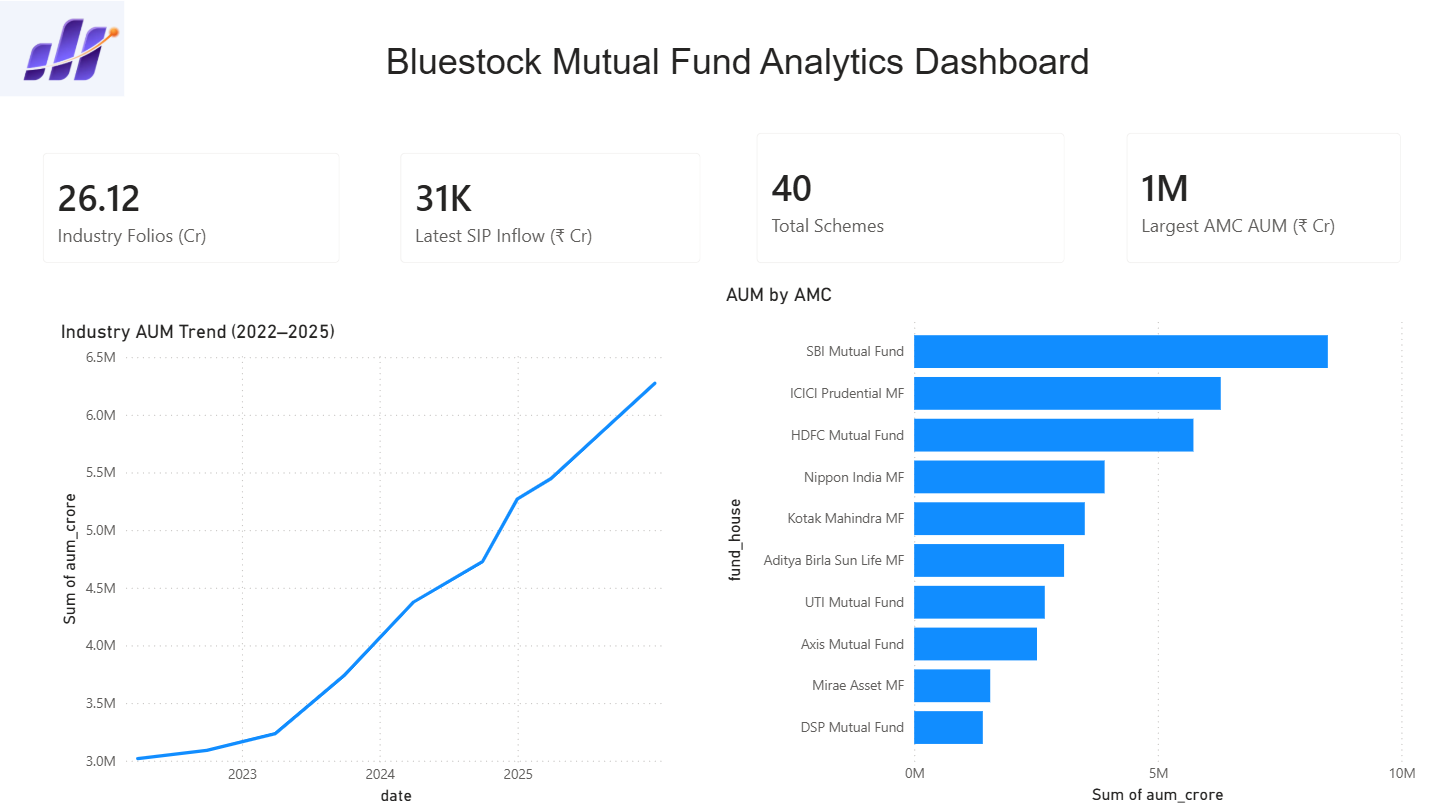 Bluestock Mutual Fund Analytics Dashboard
26.12
Industry Folios (Cr)
31K
Latest SIP Inflow (₹ Cr)
40
Total Schemes
1M
Largest AMC AUM (₹ Cr)
Industry AUM Trend (2022–2025)
6.5M
6.0M
5.5M
5.0M
4.5M
4.0M
3.5M
3.0M
Sum of aum_crore
2023 2024 2025
date
AUM by AMC
fund_house
SBI Mutual Fund
ICICI Prudential MF
HDFC Mutual Fund
Nippon India MF
Kotak Mahindra MF
Aditya Birla Sun Life MF
UTI Mutual Fund
Axis Mutual Fund
Mirae Asset MF
DSP Mutual Fund
0M 5M 10M
Sum of aum_crore